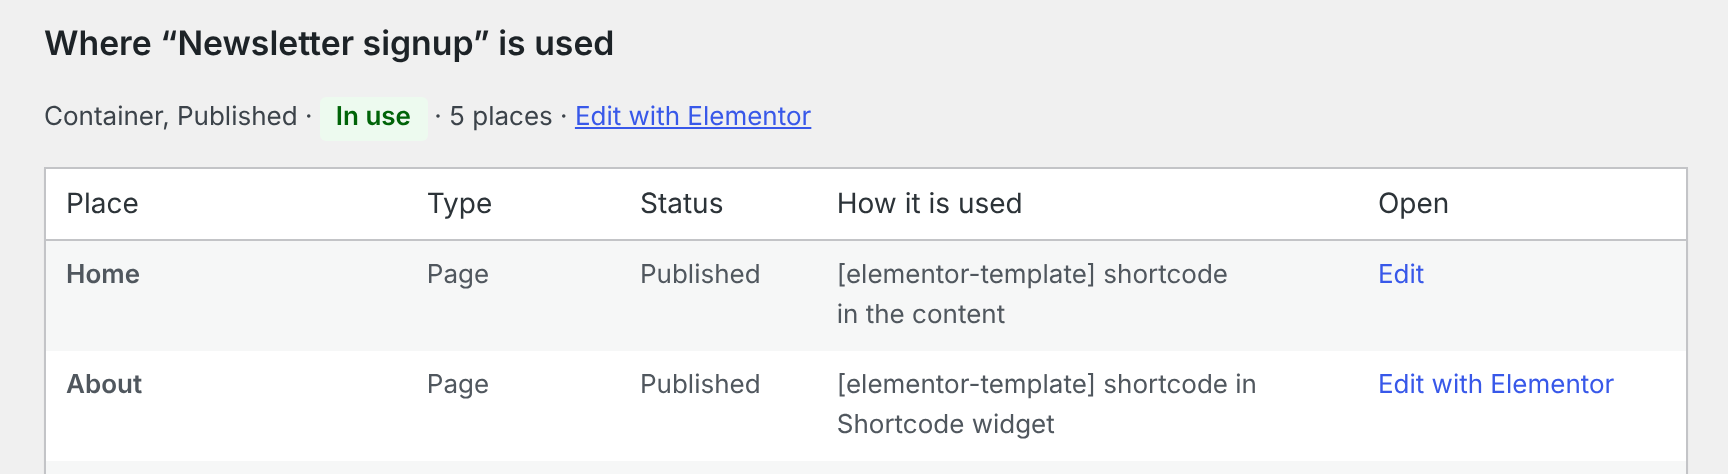 Where “Newsletter signup” is used
Container, Published · In use · 5 places · Edit with Elementor
Place Type Status How it is used Open
Home Page Published [elementor-template] shortcode Edit
in the content
About Page Published [elementor-template] shortcode in Edit with Elementor
Shortcode widget